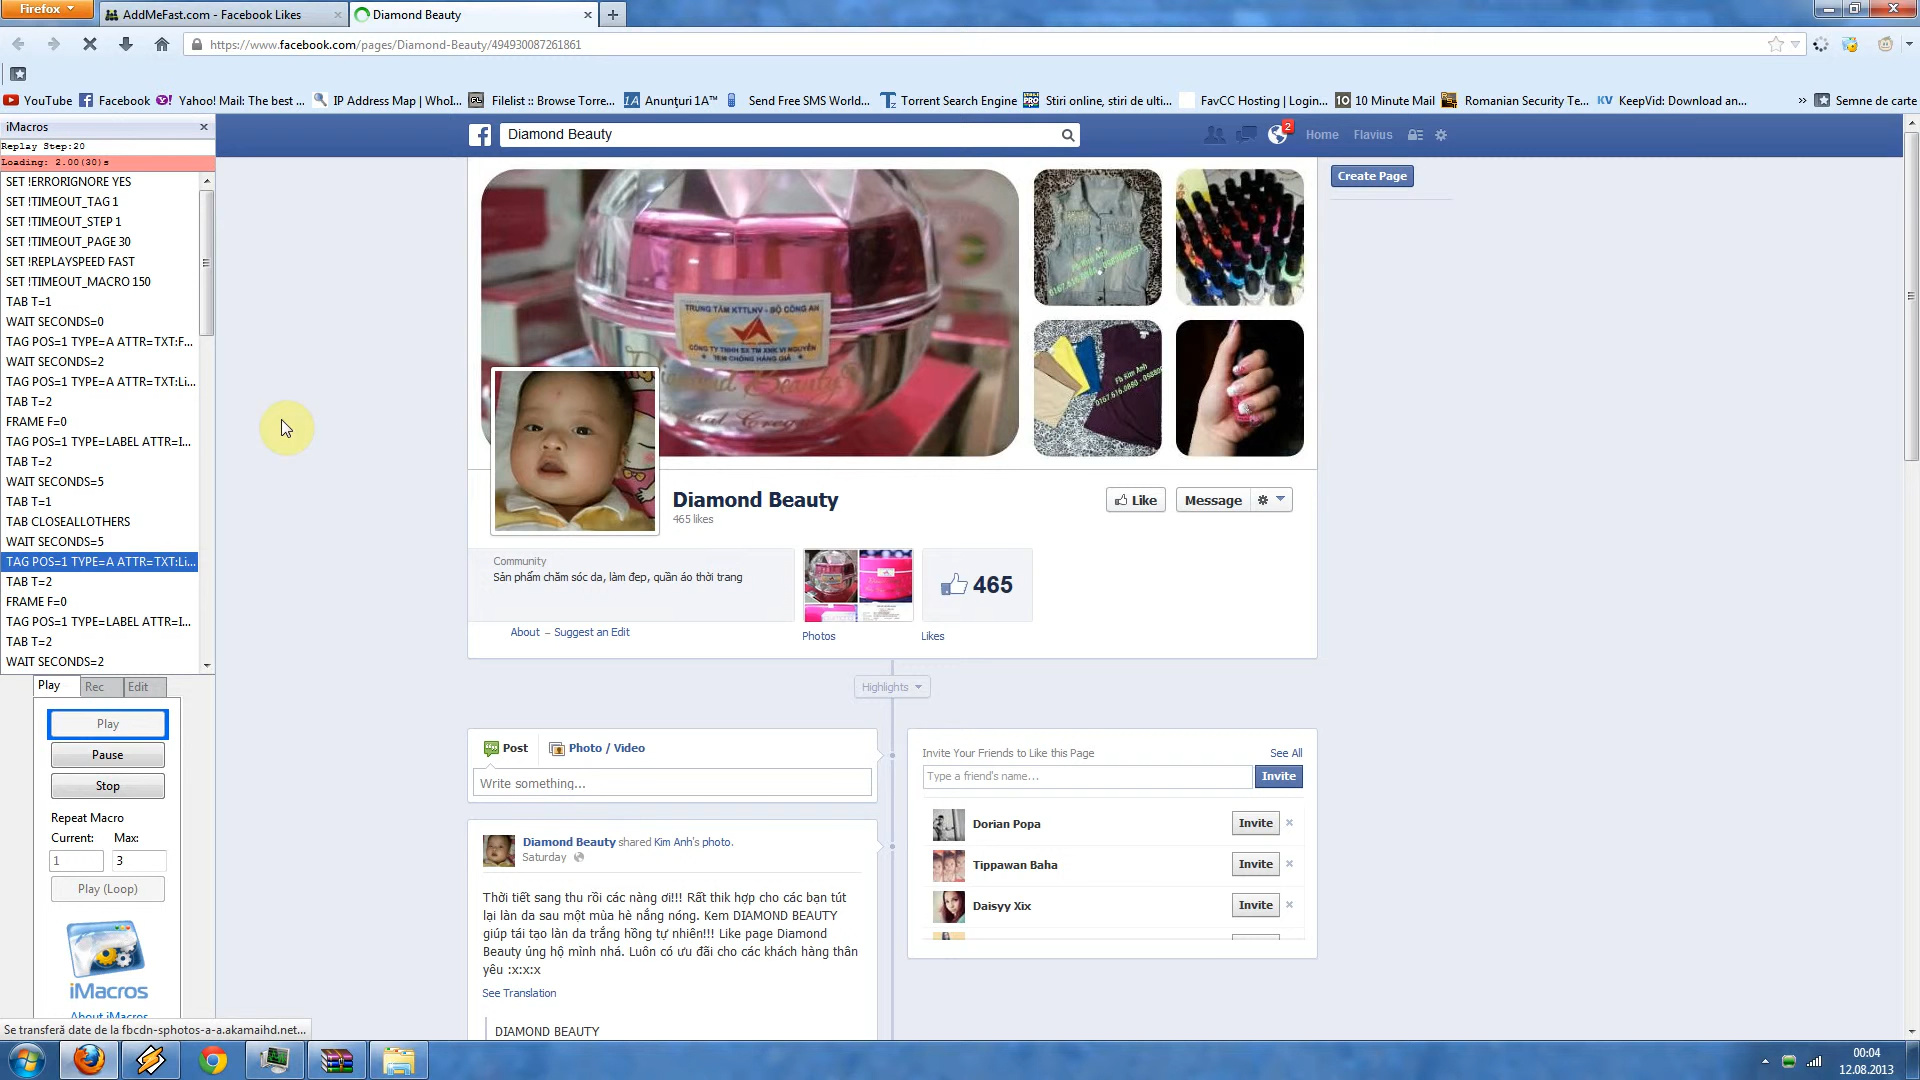 Firefox
AddMeFast.com - Facebook Likes
Diamond Beauty
https://www.facebook.com/pages/Diamond-Beauty/494930087261861
YouTube
Facebook
Yahoo! Mail: The best ...
IP Address Map | WhoI...
Filelist :: Browse Torre...
Anunţuri 1A™
Send Free SMS World...
Torrent Search Engine
Stiri online, stiri de ulti...
FavCC Hosting | Login...
10 Minute Mail
Romanian Security Te...
KeepVid: Download an...
Semne de carte
iMacros
Replay Step:20
Loading: 2.00(30)s
SET !ERRORIGNORE YES
SET !TIMEOUT_TAG 1
SET !TIMEOUT_STEP 1
SET !TIMEOUT_PAGE 30
SET !REPLAYSPEED FAST
SET !TIMEOUT_MACRO 150
TAB T=1
WAIT SECONDS=0
TAG POS=1 TYPE=A ATTR=TXT:F...
WAIT SECONDS=2
TAG POS=1 TYPE=A ATTR=TXT:Li...
TAB T=2
FRAME F=0
TAG POS=1 TYPE=LABEL ATTR=I...
TAB T=2
WAIT SECONDS=5
TAB T=1
TAB CLOSEALLOTHERS
WAIT SECONDS=5
TAG POS=1 TYPE=A ATTR=TXT:Li...
TAB T=2
FRAME F=0
TAG POS=1 TYPE=LABEL ATTR=I...
TAB T=2
WAIT SECONDS=2
Play
Rec
Edit
Play
Pause
Stop
Repeat Macro
Current:
Max:
1
3
Play (Loop)
iMacros
About iMacros
Se transferă date de la fbcdn-sphotos-a-a.akamaihd.net...
Diamond Beauty
2
Home
Flavius
Create Page
TRUNG TÂM KTTLNV - BỘ CÔNG AN
TEM CHỐNG HÀNG GIẢ
Diamond Beauty
465 likes
Like
Message
Community
Sản phẩm chăm sóc da, làm đẹp, quần áo thời trang
465
About – Suggest an Edit
Photos
Likes
Highlights
Post
Photo / Video
Write something...
Invite Your Friends to Like this Page
See All
Type a friend's name...
Invite
Dorian Popa
Invite
Tippawan Baha
Invite
Daisyy Xix
Invite
Diamond Beauty shared Kim Anh's photo.
Saturday
Thời tiết sang thu rồi các nàng ơi!!! Rất thik hợp cho các bạn tút
lại làn da sau một mùa hè nắng nóng. Kem DIAMOND BEAUTY
giúp tái tạo làn da trắng hồng tự nhiên!!! Like page Diamond
Beauty ủng hộ mình nhá. Luôn có ưu đãi cho các khách hàng thân
yêu :x:x:x
See Translation
DIAMOND BEAUTY
00:04
12.08.2013